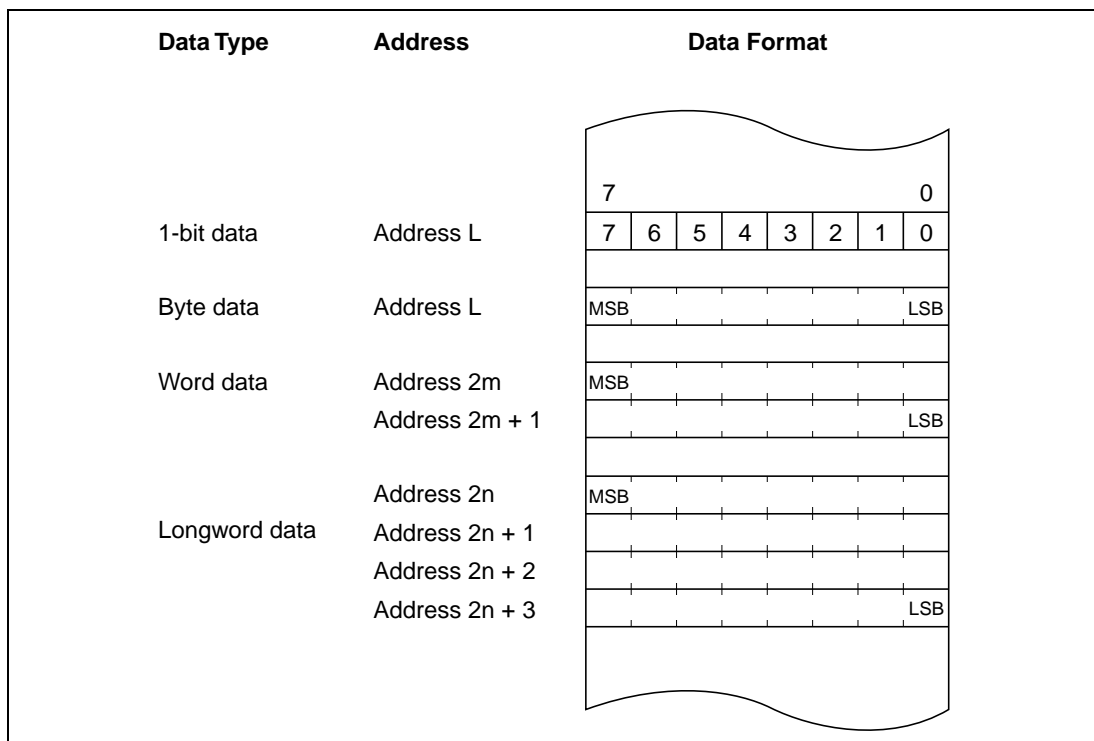 Data Type Address Data Format
7 0
1-bit data Address L 7 6 5 4 3 2 1 0
Byte data Address L MSB LSB
Word data Address 2m MSB
Address 2m + 1 LSB
Address 2n MSB
Longword data Address 2n + 1
Address 2n + 2
Address 2n + 3 LSB